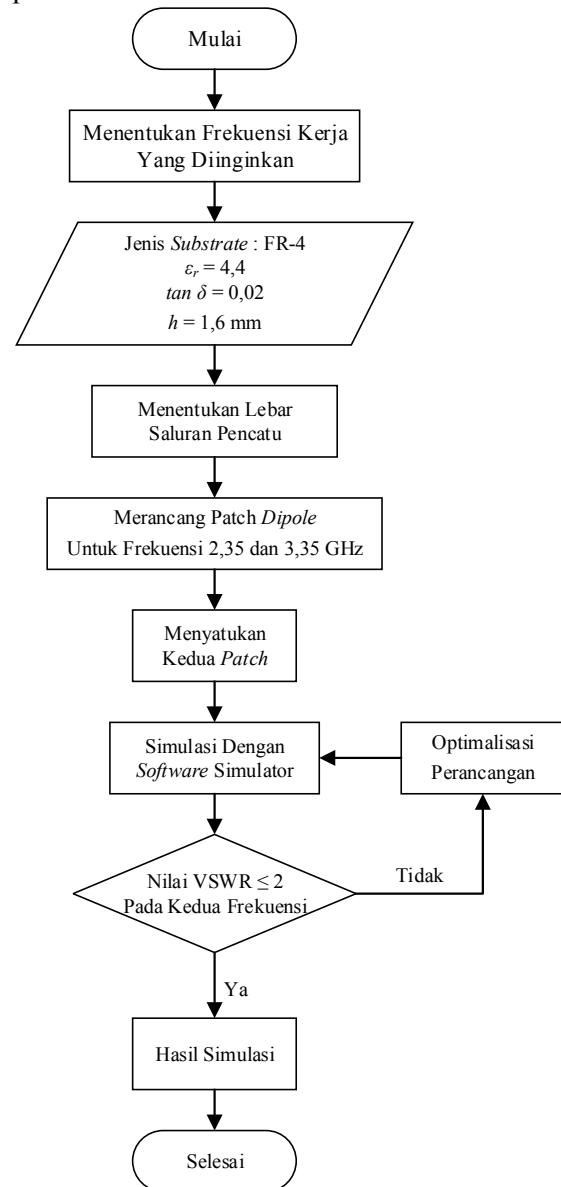 Mulai
Menentukan Frekuensi Kerja
Yang Diinginkan
Jenis Substrate : FR-4
εr = 4,4
tan δ = 0,02
h = 1,6 mm
Menentukan Lebar
Saluran Pencatu
Merancang Patch Dipole
Untuk Frekuensi 2,35 dan 3,35 GHz
Menyatukan
Kedua Patch
Simulasi Dengan
Software Simulator
Optimalisasi
Perancangan
Nilai VSWR ≤ 2
Pada Kedua Frekuensi
Tidak
Ya
Hasil Simulasi
Selesai